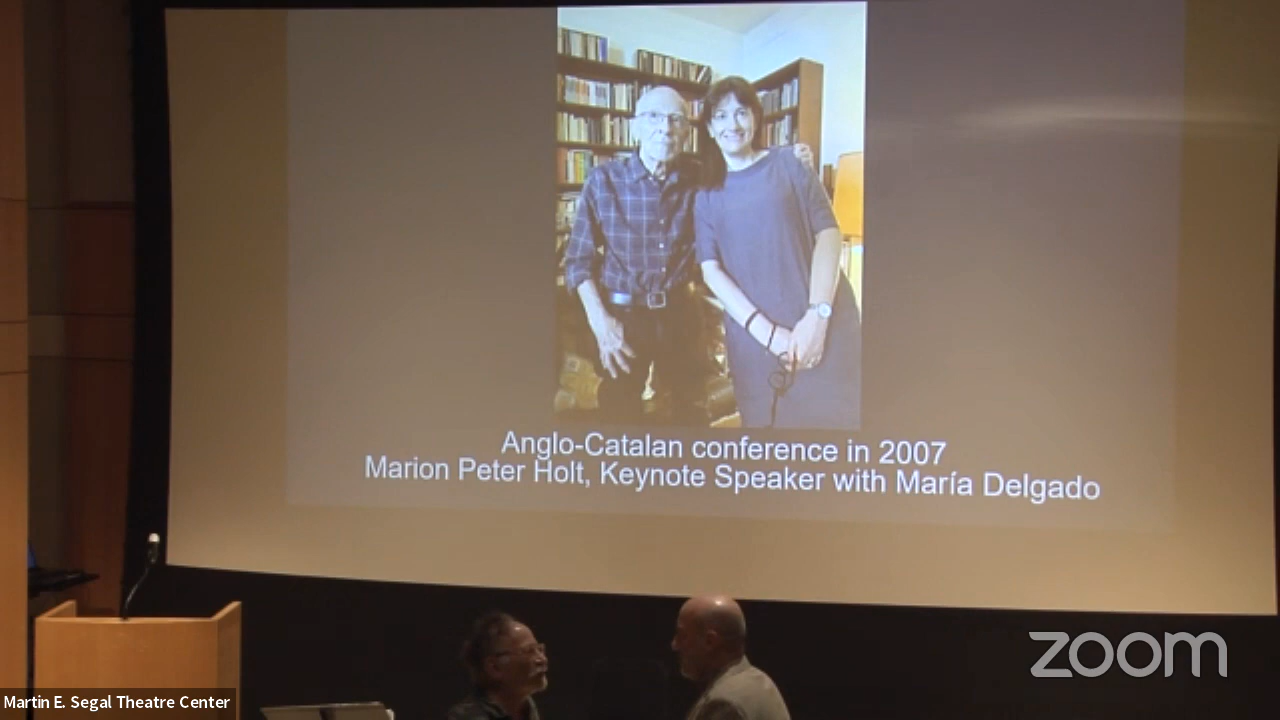 Anglo-Catalan conference in 2007
Marion Peter Holt, Keynote Speaker with María Delgado
zoom
Martin E. Segal Theatre Center